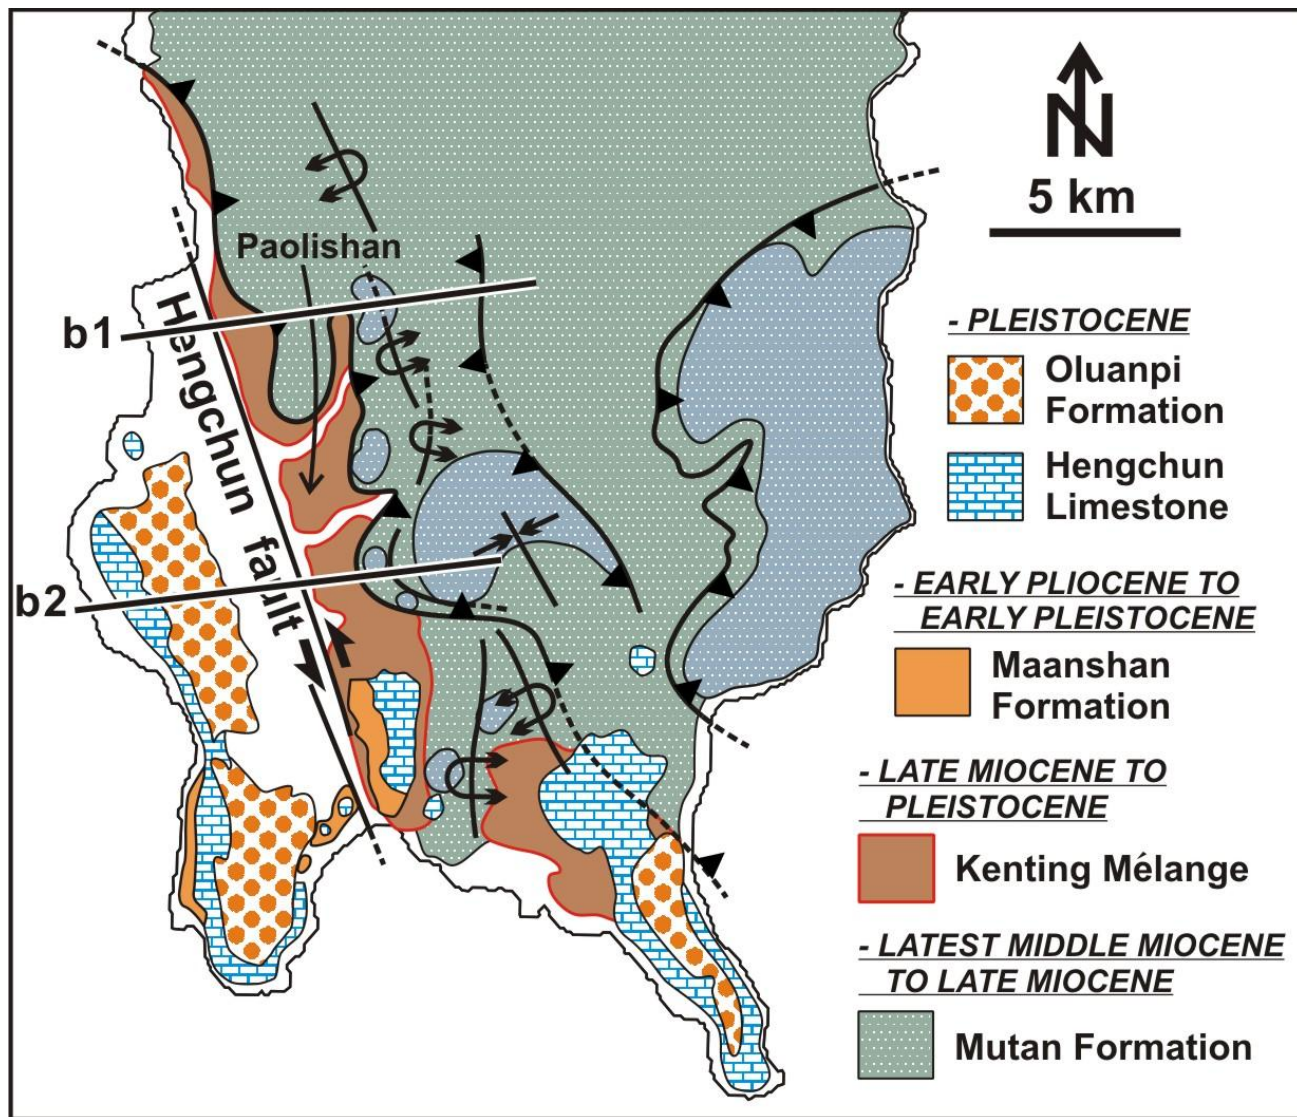 N
5 km
Paolishan
b1
Hengchun fault
b2
- PLEISTOCENE
Oluanpi
Formation
Hengchun
Limestone
- EARLY PLIOCENE TO
EARLY PLEISTOCENE
Maanshan
Formation
- LATE MIOCENE TO
PLEISTOCENE
Kenting Mélange
- LATEST MIDDLE MIOCENE
TO LATE MIOCENE
Mutan Formation